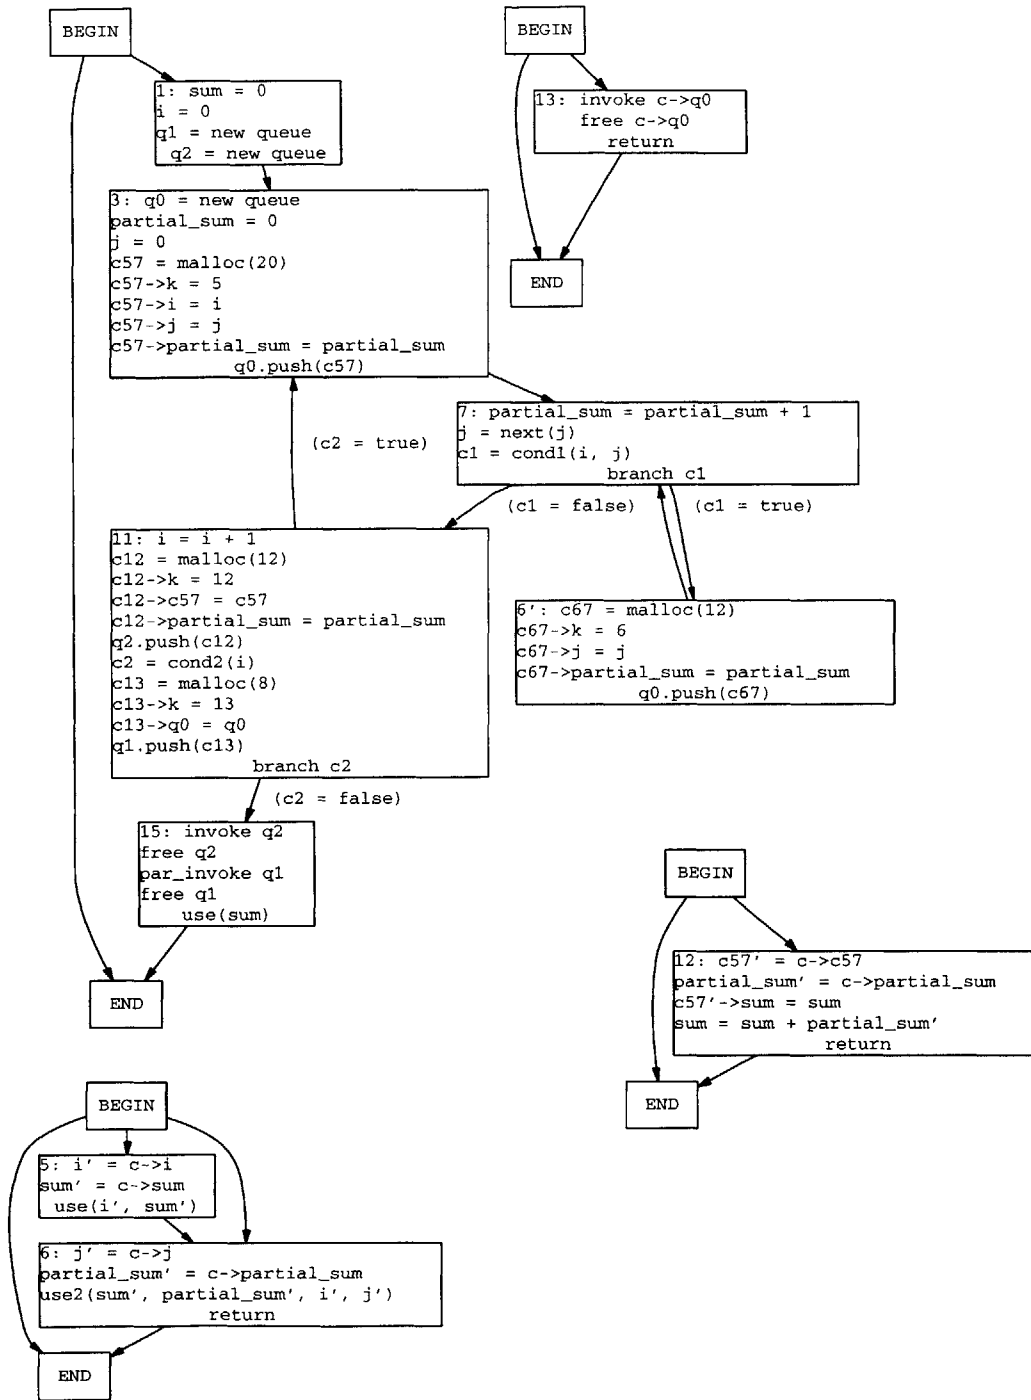 BEGIN
1: sum = 0
i = 0
q1 = new queue
q2 = new queue
3: q0 = new queue
partial_sum = 0
j = 0
c57 = malloc(20)
c57->k = 5
c57->i = i
c57->j = j
c57->partial_sum = partial_sum
q0.push(c57)
BEGIN
13: invoke c->q0
free c->q0
return
END
7: partial_sum = partial_sum + 1
j = next(j)
c1 = cond1(i, j)
branch c1
(c2 = true)
(c1 = false)
(c1 = true)
11: i = i + 1
c12 = malloc(12)
c12->k = 12
c12->c57 = c57
c12->partial_sum = partial_sum
q2.push(c12)
c2 = cond2(i)
c13 = malloc(8)
c13->k = 13
c13->q0 = q0
q1.push(c13)
branch c2
6': c67 = malloc(12)
c67->k = 6
c67->j = j
c67->partial_sum = partial_sum
q0.push(c67)
(c2 = false)
15: invoke q2
free q2
par_invoke q1
free q1
use(sum)
END
BEGIN
12: c57' = c->c57
partial_sum' = c->partial_sum
c57'->sum = sum
sum = sum + partial_sum'
return
END
BEGIN
5: i' = c->i
sum' = c->sum
use(i', sum')
6: j' = c->j
partial_sum' = c->partial_sum
use2(sum', partial_sum', i', j')
return
END